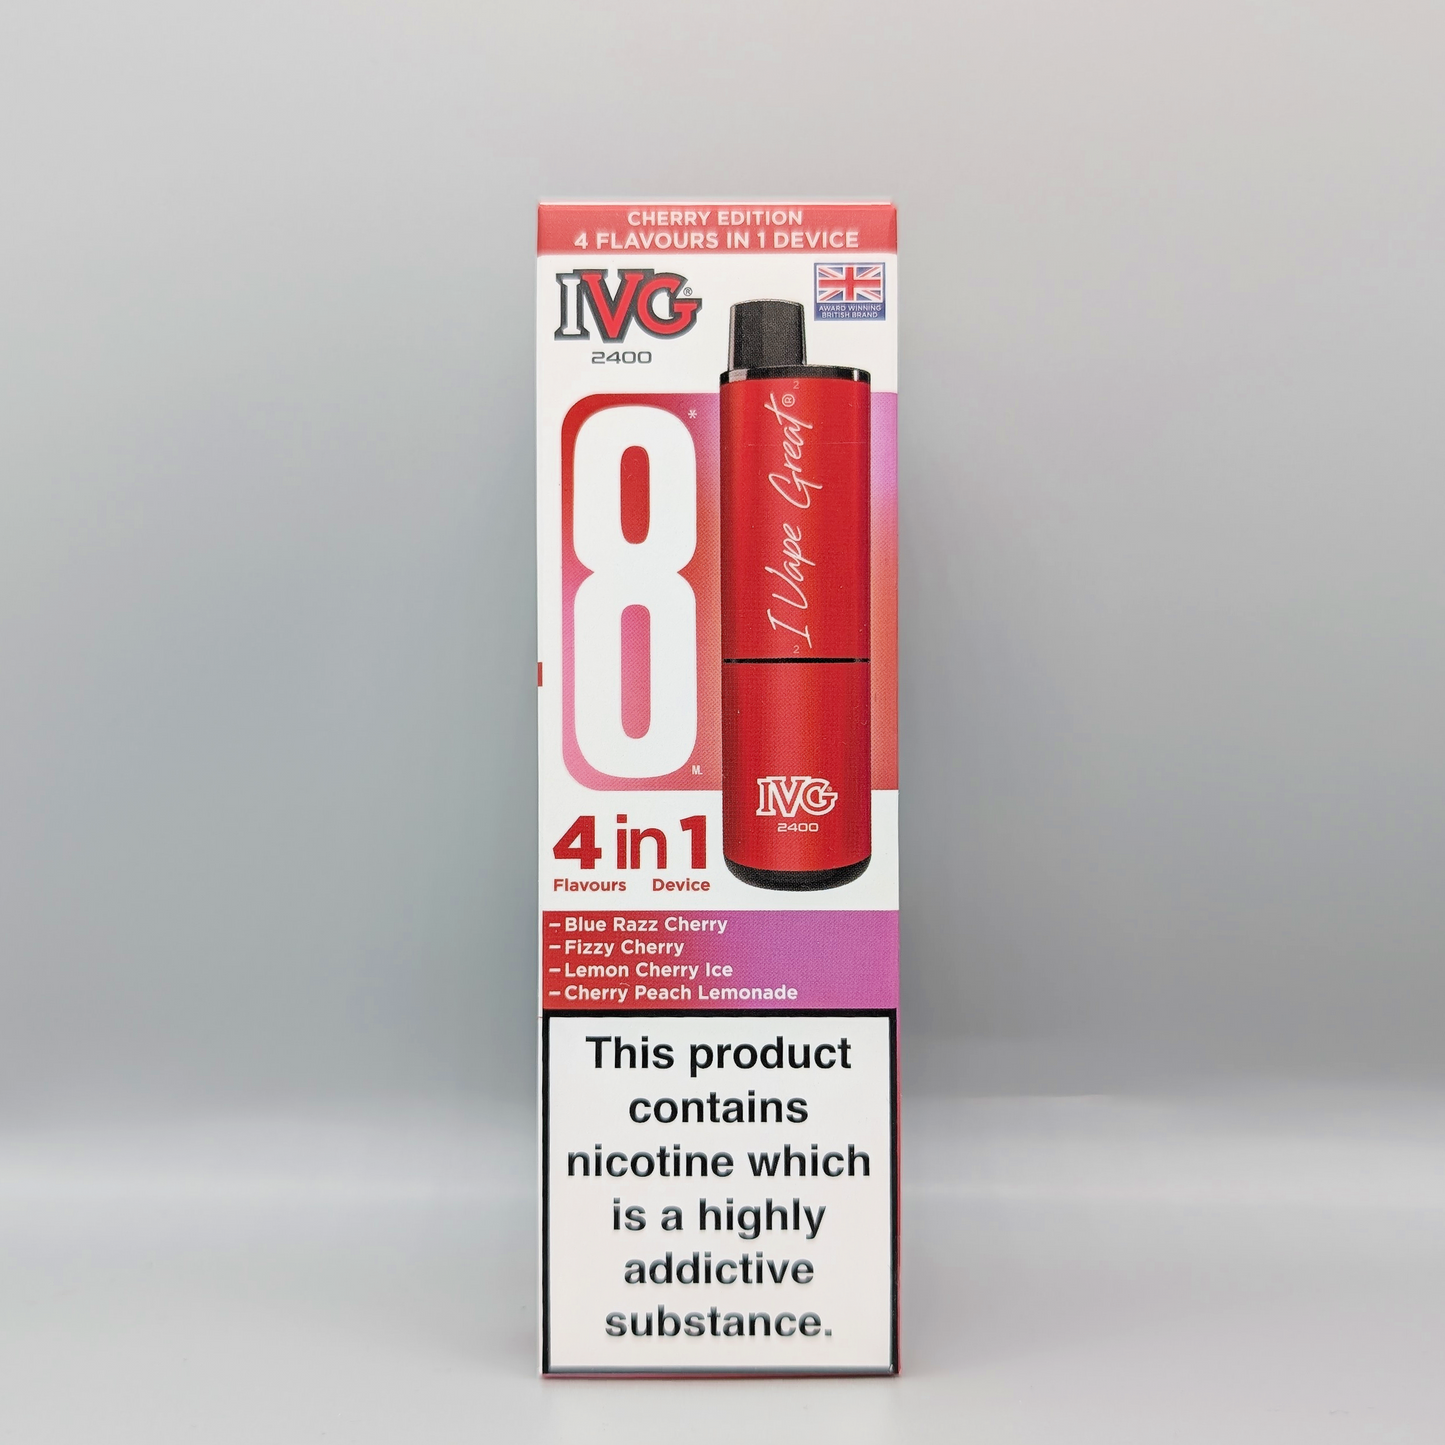 CHERRY EDITION
4 FLAVOURS IN 1 DEVICE
IVG®
2400
AWARD WINNING
BRITISH BRAND
8*
M.
2
I Vape Great®
2
IVG®
2400
4 in 1
Flavours Device
– Blue Razz Cherry
– Fizzy Cherry
– Lemon Cherry Ice
– Cherry Peach Lemonade
This product
contains
nicotine which
is a highly
addictive
substance.